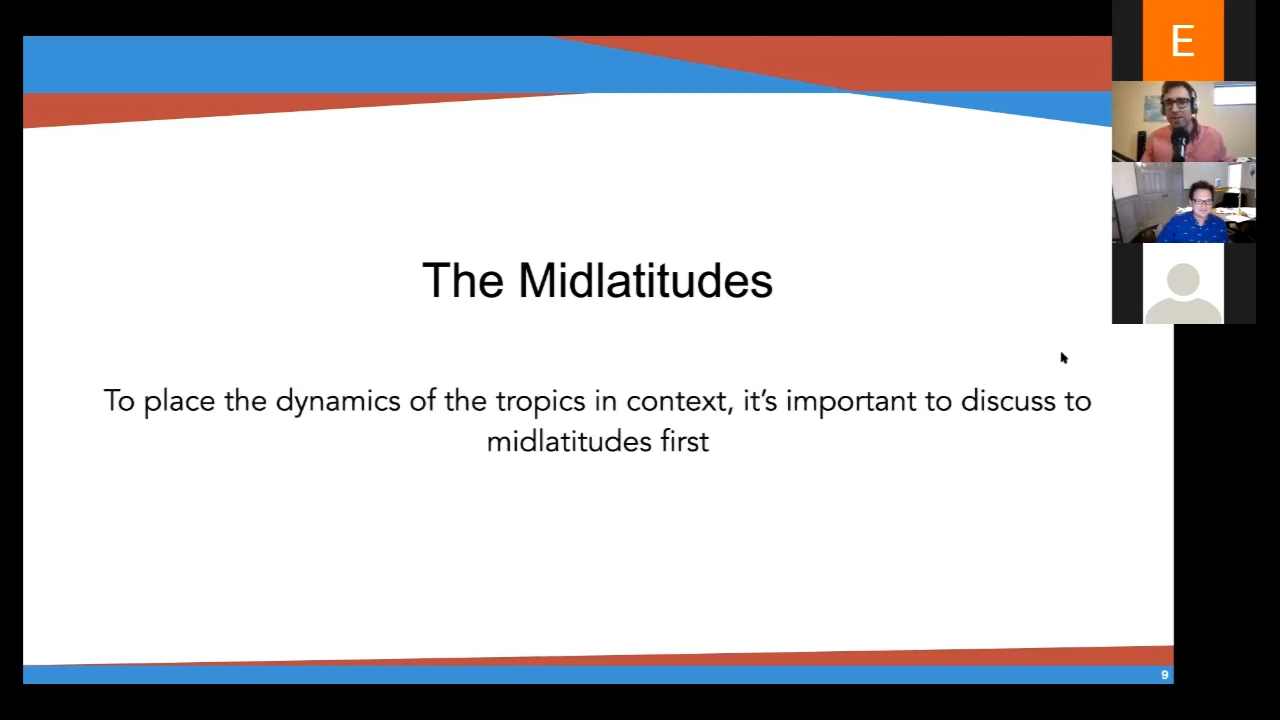 E
The Midlatitudes
To place the dynamics of the tropics in context, it’s important to discuss to
midlatitudes first
9